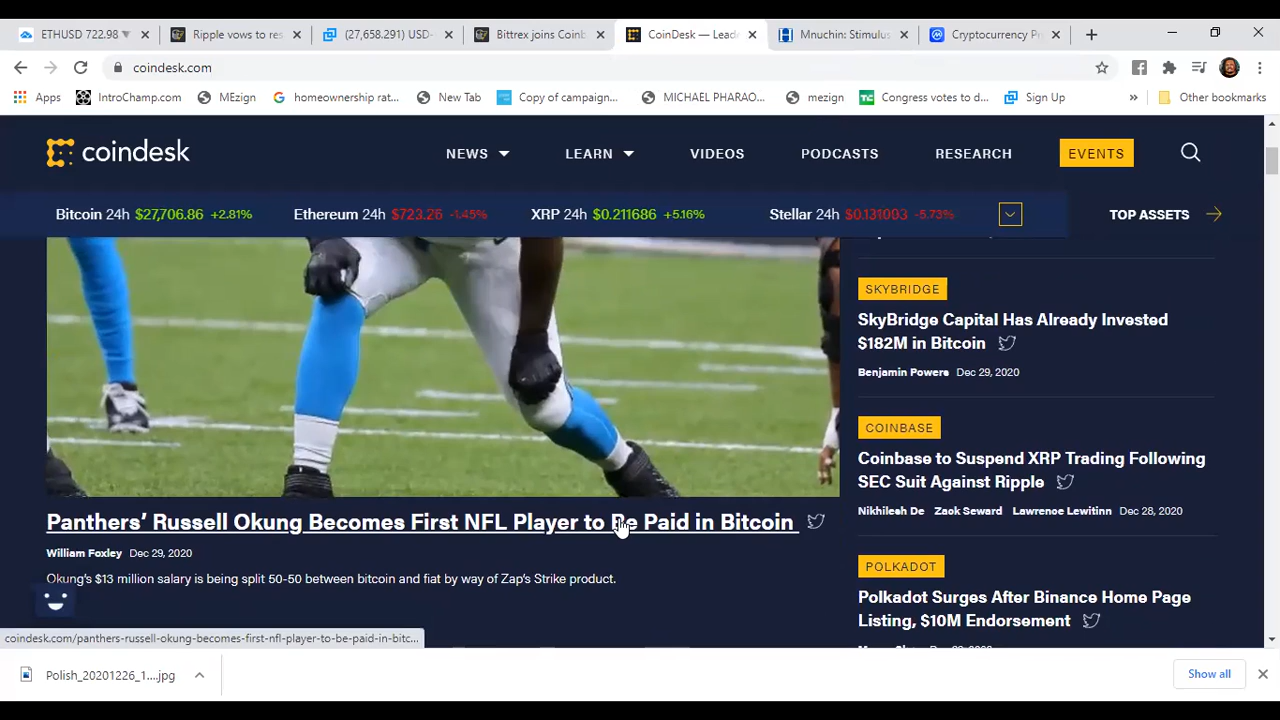 ETHUSD 722.98 ▼
Ripple vows to res
(27,658.291) USD-
Bittrex joins Coinb
CoinDesk — Lead
Mnuchin: Stimulus
Cryptocurrency Pr
coindesk.com
Apps
IntroChamp.com
MEzign
homeownership rat...
New Tab
Copy of campaign...
MICHAEL PHARAO...
mezign
Congress votes to d...
Sign Up
»
Other bookmarks
coindesk
NEWS
LEARN
VIDEOS
PODCASTS
RESEARCH
EVENTS
Bitcoin 24h $27,706.86 +2.81%
Ethereum 24h $723.26 -1.45%
XRP 24h $0.211686 +5.16%
Stellar 24h $0.131003 -5.73%
TOP ASSETS
SKYBRIDGE
SkyBridge Capital Has Already Invested
$182M in Bitcoin
Benjamin Powers Dec 29, 2020
COINBASE
Coinbase to Suspend XRP Trading Following
SEC Suit Against Ripple
Nikhilesh De Zack Seward Lawrence Lewitinn Dec 28, 2020
POLKADOT
Polkadot Surges After Binance Home Page
Listing, $10M Endorsement
Panthers' Russell Okung Becomes First NFL Player to Be Paid in Bitcoin
William Foxley Dec 29, 2020
Okung's $13 million salary is being split 50-50 between bitcoin and fiat by way of Zap's Strike product.
coindesk.com/panthers-russell-okung-becomes-first-nfl-player-to-be-paid-in-bitc...
Polish_20201226_1....jpg
Show all